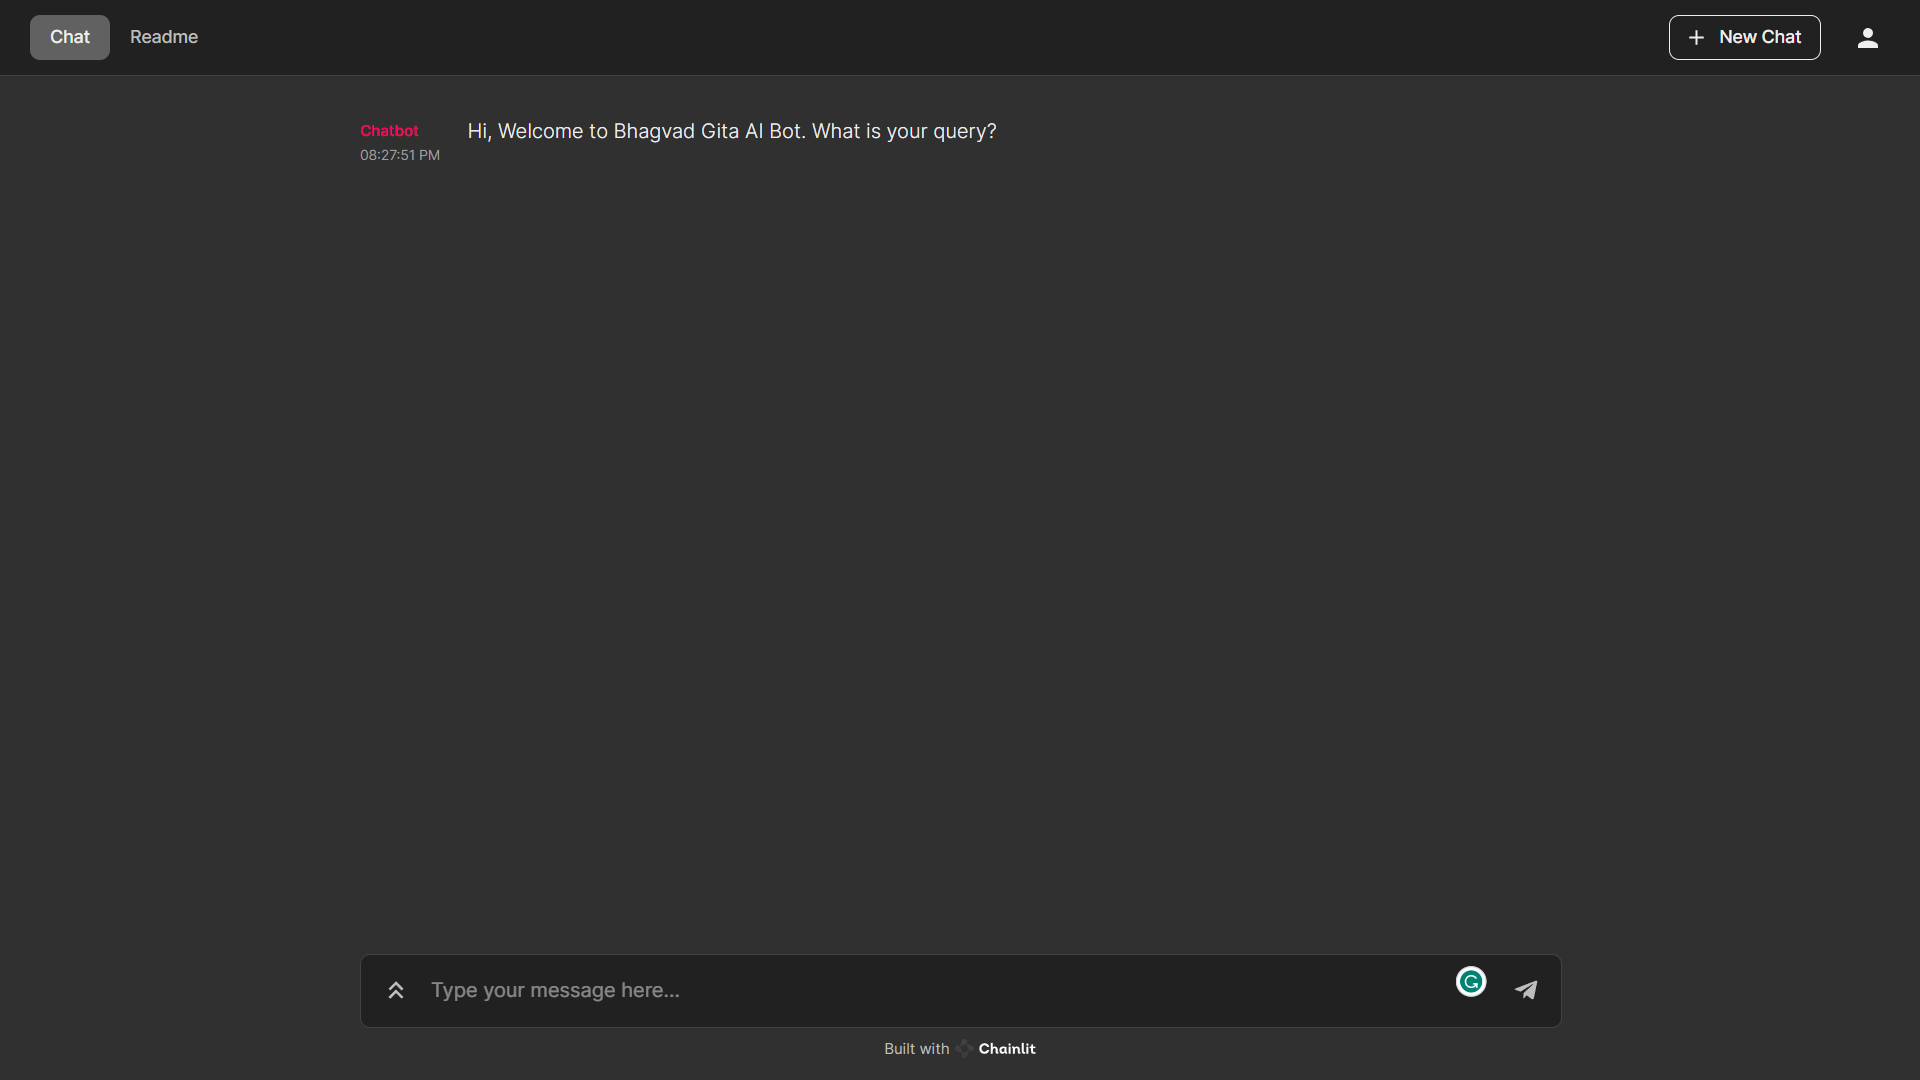 Chat
Readme
New Chat
Chatbot
Hi, Welcome to Bhagvad Gita AI Bot. What is your query?
08:27:51 PM
Type your message here...
Built with Chainlit